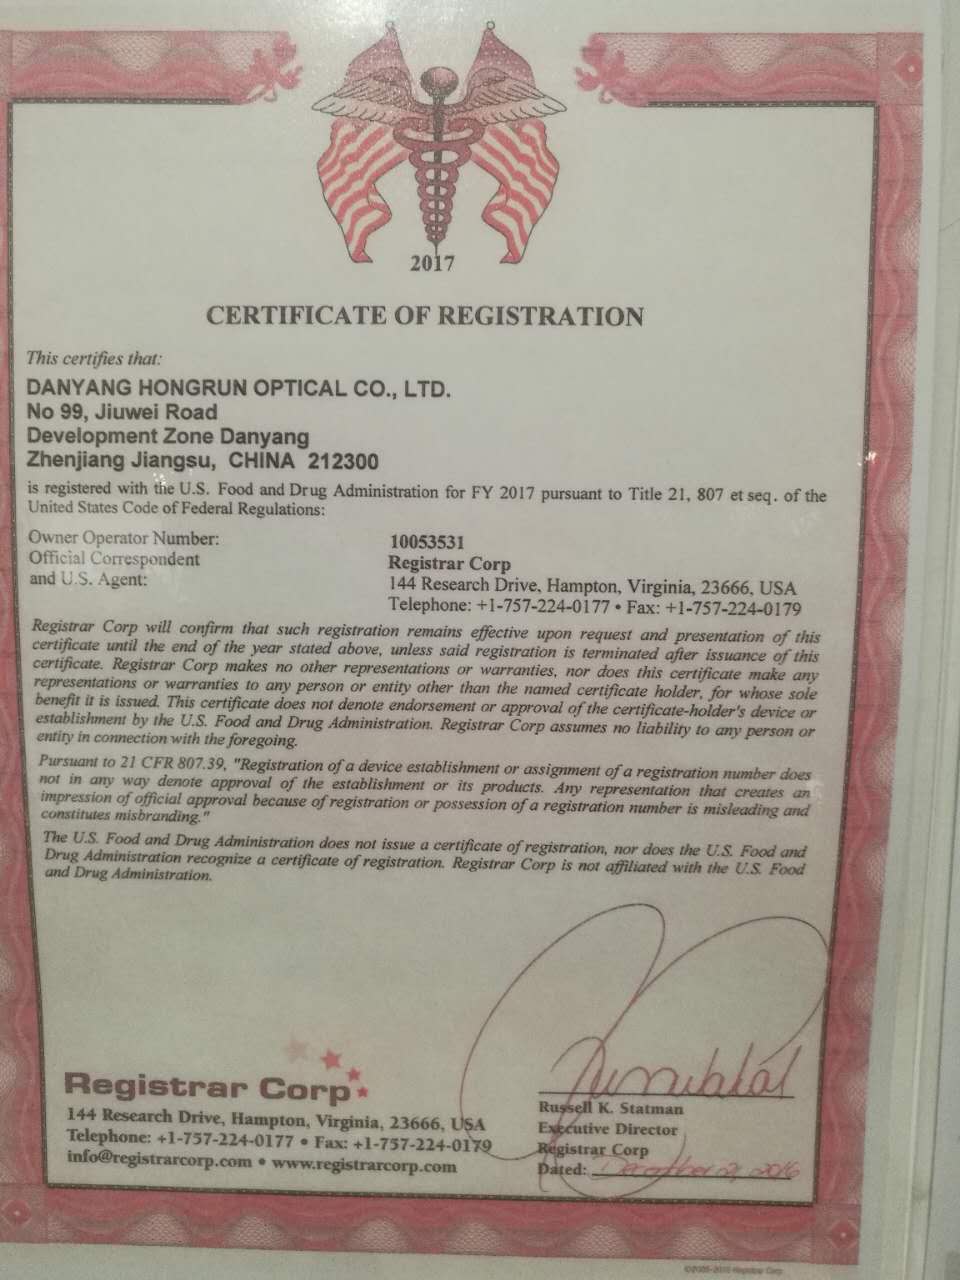 2017
CERTIFICATE OF REGISTRATION
This certifies that:
DANYANG HONGRUN OPTICAL CO., LTD.
No 99, Jiuwei Road
Development Zone Danyang
Zhenjiang Jiangsu, CHINA 212300
is registered with the U.S. Food and Drug Administration for FY 2017 pursuant to Title 21, 807 et seq. of the
United States Code of Federal Regulations:
Owner Operator Number: 10053531
Official Correspondent Registrar Corp
and U.S. Agent: 144 Research Drive, Hampton, Virginia, 23666, USA
Telephone: +1-757-224-0177 • Fax: +1-757-224-0179
Registrar Corp will confirm that such registration remains effective upon request and presentation of this
certificate until the end of the year stated above, unless said registration is terminated after issuance of this
certificate. Registrar Corp makes no other representations or warranties, nor does this certificate make any
representations or warranties to any person or entity other than the named certificate holder, for whose sole
benefit it is issued. This certificate does not denote endorsement or approval of the certificate-holder's device or
establishment by the U.S. Food and Drug Administration. Registrar Corp assumes no liability to any person or
entity in connection with the foregoing.
Pursuant to 21 CFR 807.39, "Registration of a device establishment or assignment of a registration number does
not in any way denote approval of the establishment or its products. Any representation that creates an
impression of official approval because of registration or possession of a registration number is misleading and
constitutes misbranding."
The U.S. Food and Drug Administration does not issue a certificate of registration, nor does the U.S. Food and
Drug Administration recognize a certificate of registration. Registrar Corp is not affiliated with the U.S. Food
and Drug Administration.
Registrar Corp
144 Research Drive, Hampton, Virginia, 23666, USA
Telephone: +1-757-224-0177 • Fax: +1-757-224-0179
info@registrarcorp.com • www.registrarcorp.com
Russell K. Statman
Executive Director
Registrar Corp
Dated: December 2016